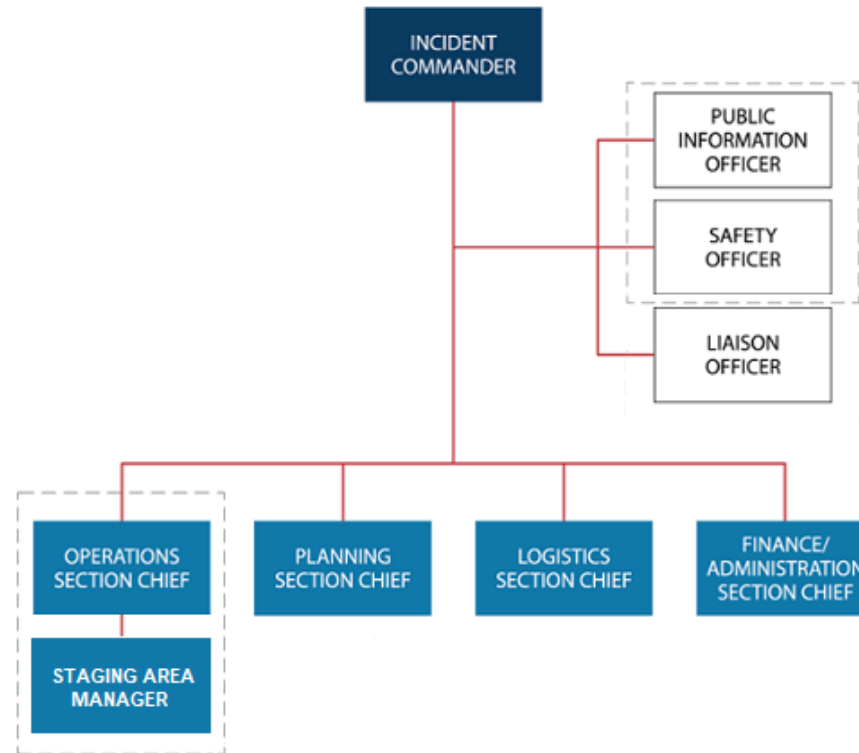 INCIDENT
COMMANDER
PUBLIC
INFORMATION
OFFICER
SAFETY
OFFICER
LIAISON
OFFICER
OPERATIONS
SECTION CHIEF
PLANNING
SECTION CHIEF
LOGISTICS
SECTION CHIEF
FINANCE/
ADMINISTRATION
SECTION CHIEF
STAGING AREA
MANAGER